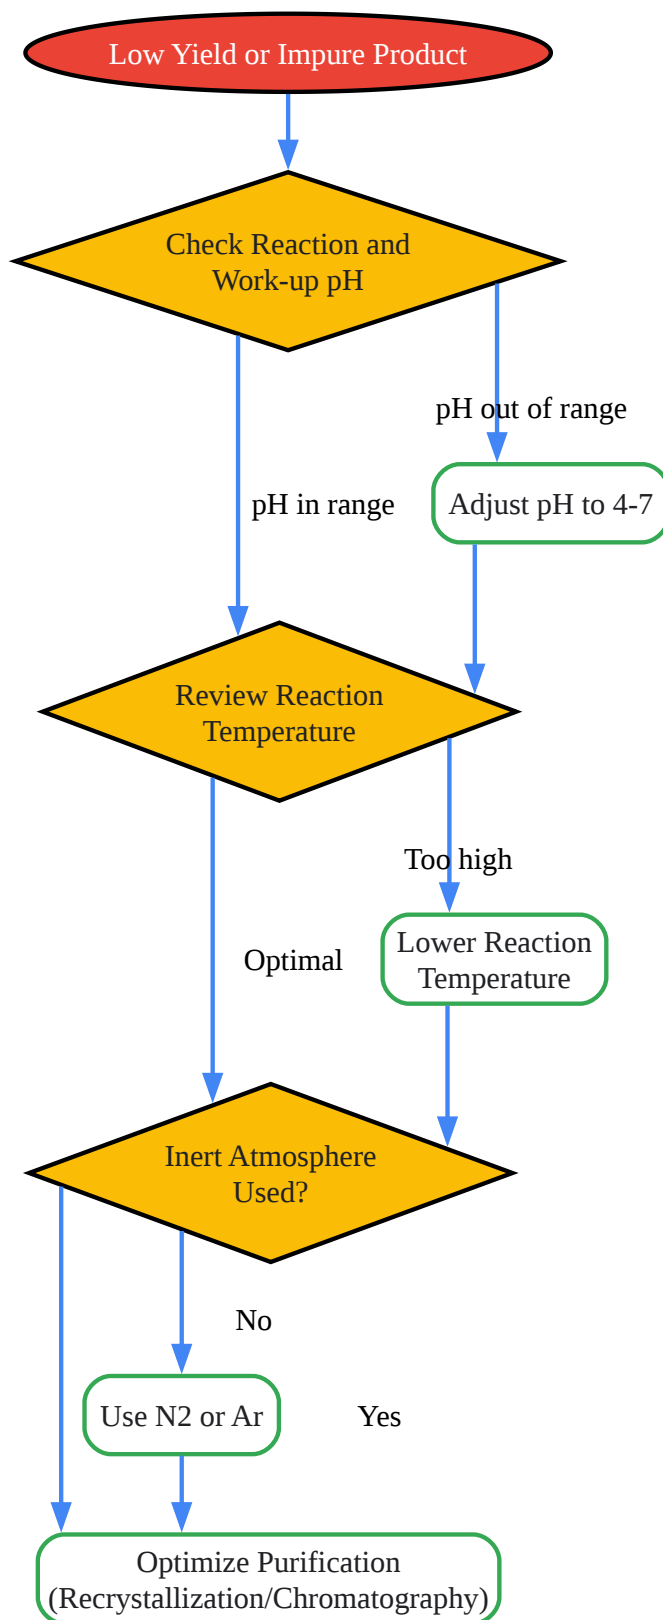 Low Yield or Impure Product
Check Reaction and
Work-up pH
pH out of range
pH in range
Adjust pH to 4-7
Review Reaction
Temperature
Too high
Optimal
Lower Reaction
Temperature
Inert Atmosphere
Used?
No
Use N2 or Ar
Yes
Optimize Purification
(Recrystallization/Chromatography)